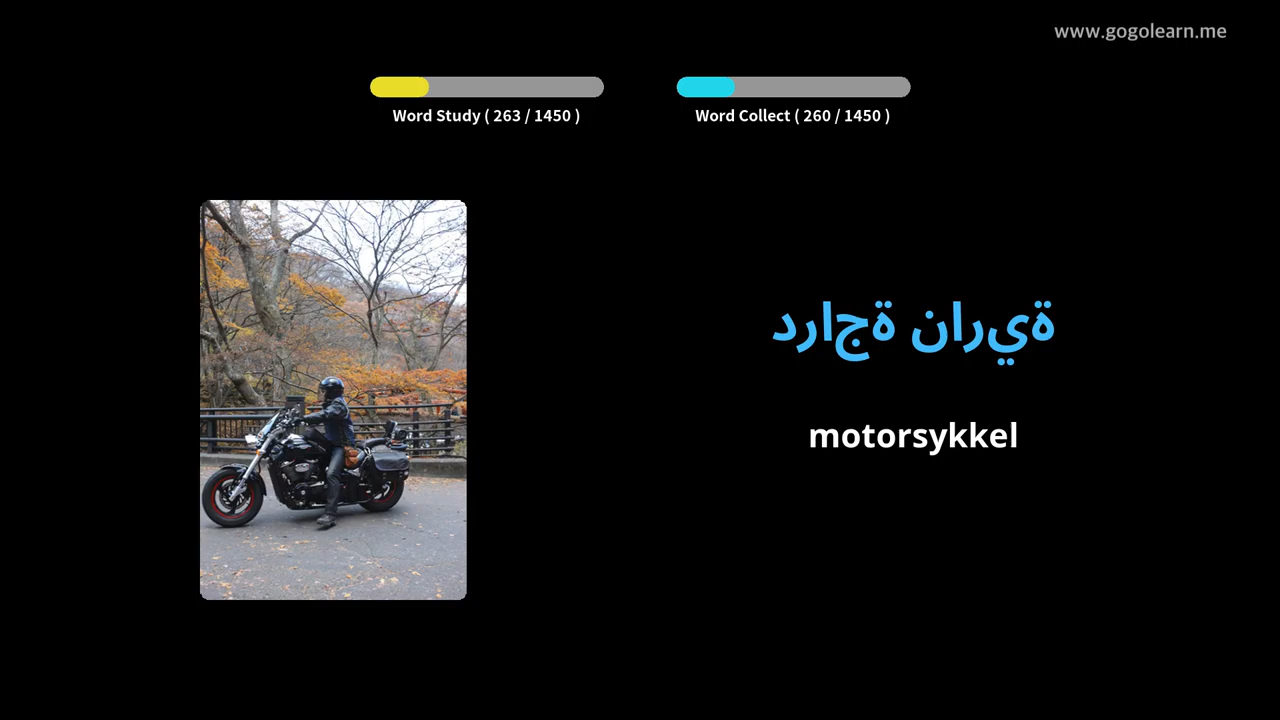 www.gogolearn.me
Word Study ( 263 / 1450 )
Word Collect ( 260 / 1450 )
دراجة نارية
motorsykkel